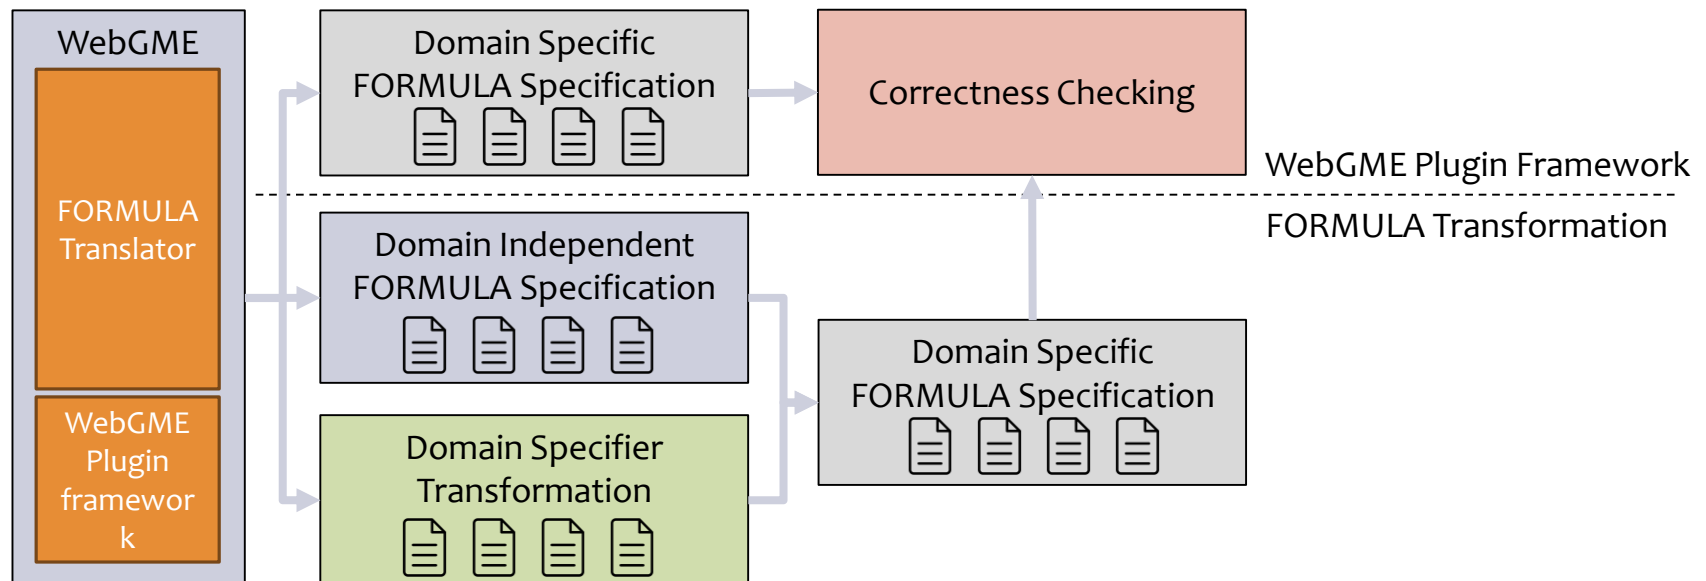 WebGME
FORMULA
Translator
WebGME
Plugin
framewor
k
Domain Specific
FORMULA Specification
Correctness Checking
WebGME Plugin Framework
FORMULA Transformation
Domain Independent
FORMULA Specification
Domain Specific
FORMULA Specification
Domain Specifier
Transformation